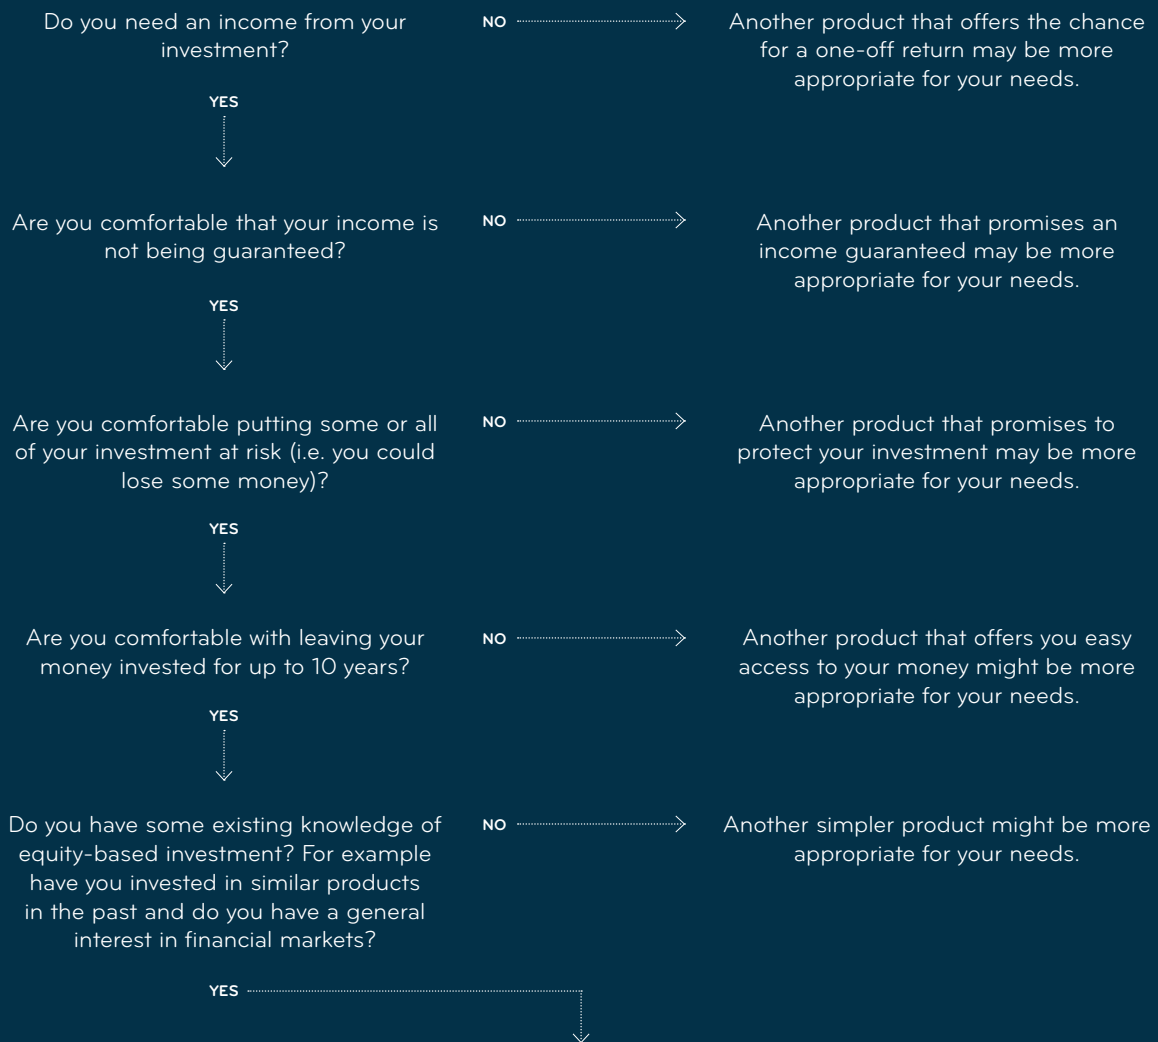 Do you need an income from your
investment?
NO
Another product that offers the chance
for a one-off return may be more
appropriate for your needs.
YES
Are you comfortable that your income is
not being guaranteed?
NO
Another product that promises an
income guaranteed may be more
appropriate for your needs.
YES
Are you comfortable putting some or all
of your investment at risk (i.e. you could
lose some money)?
NO
Another product that promises to
protect your investment may be more
appropriate for your needs.
YES
Are you comfortable with leaving your
money invested for up to 10 years?
NO
Another product that offers you easy
access to your money might be more
appropriate for your needs.
YES
Do you have some existing knowledge of
equity-based investment? For example
have you invested in similar products
in the past and do you have a general
interest in financial markets?
NO
Another simpler product might be more
appropriate for your needs.
YES